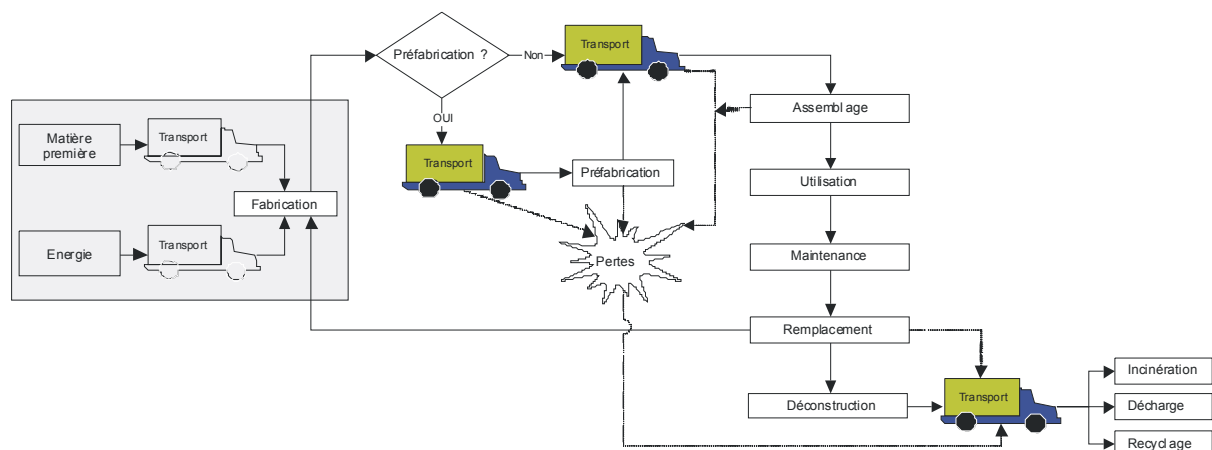 Préfabrication ?
Non
Transport
Assemblage
OUI
Matière
première
Transport
Transport
Préfabrication
Utilisation
Fabrication
Energie
Transport
Pertes
Maintenance
Remplacement
Incinération
Déconstruction
Transport
Décharge
Recyclage